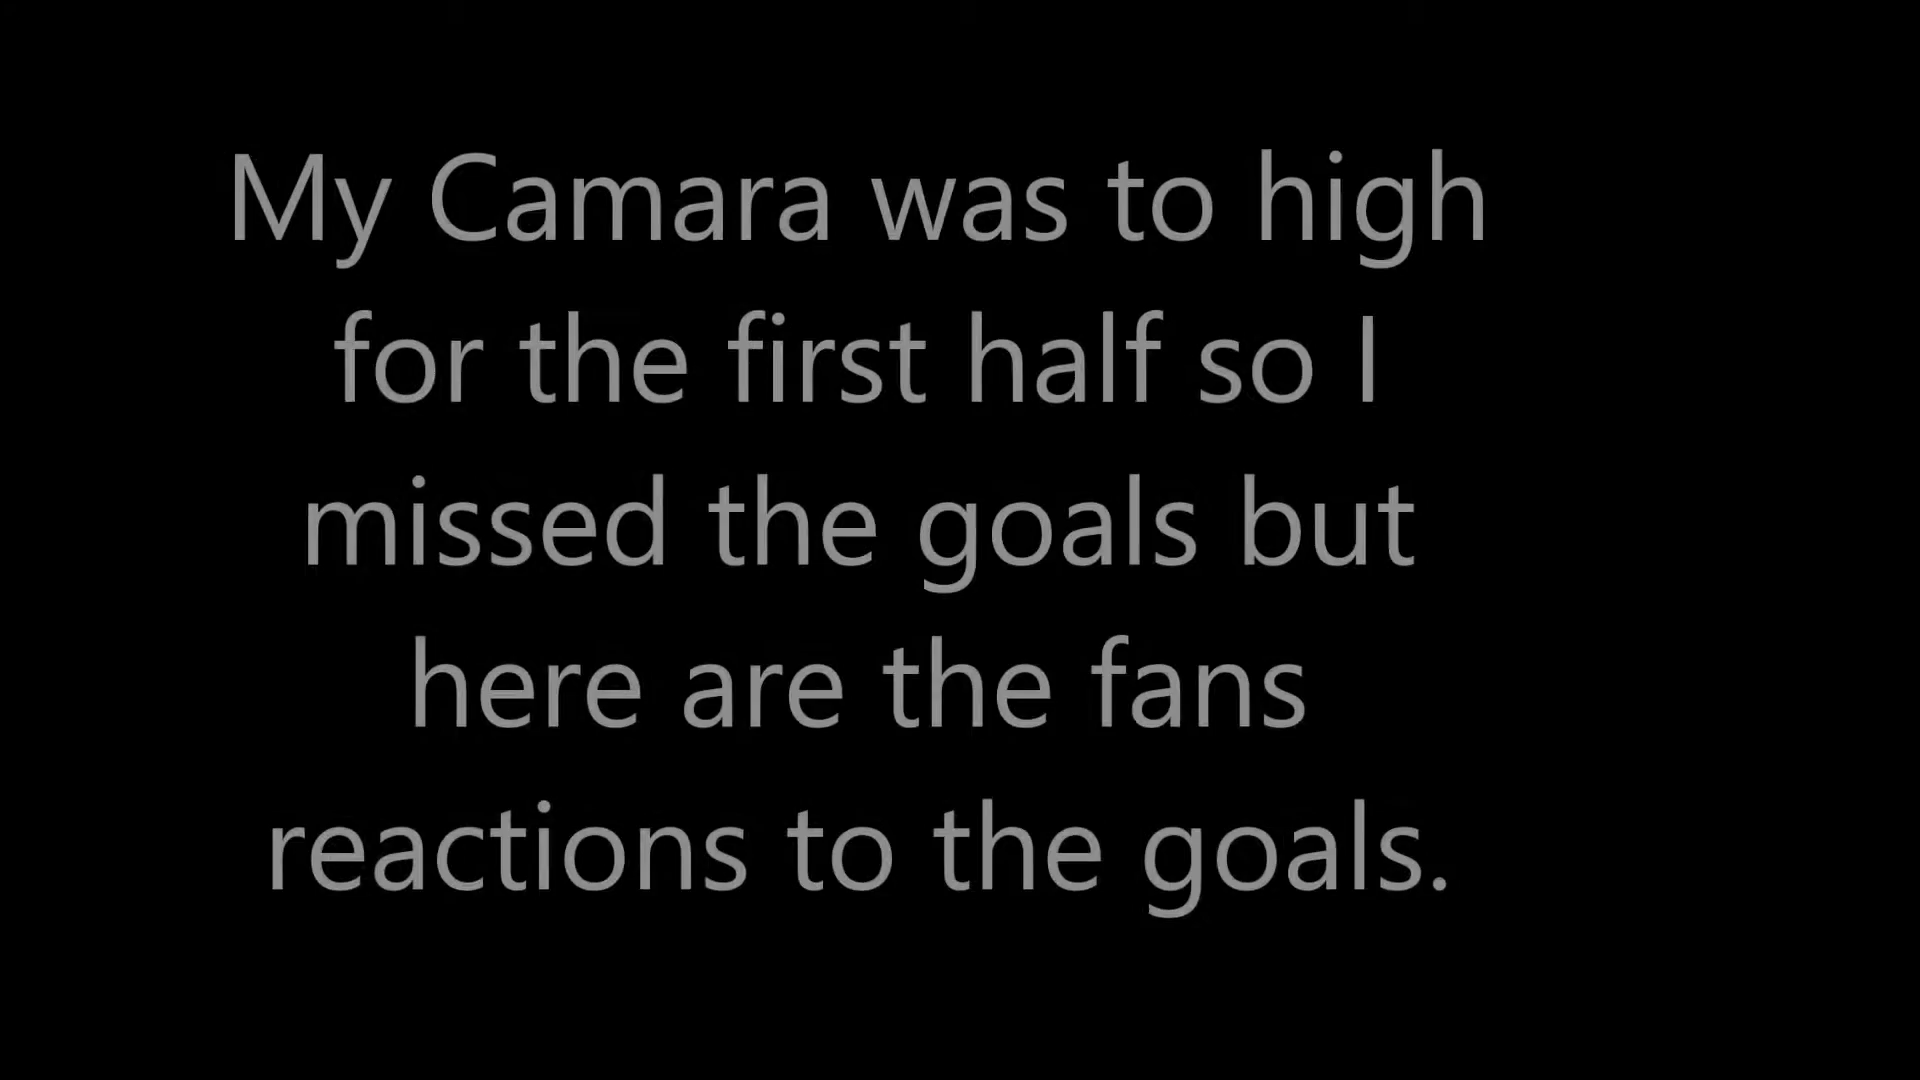 My Camara was to high
for the first half so I
missed the goals but
here are the fans
reactions to the goals.